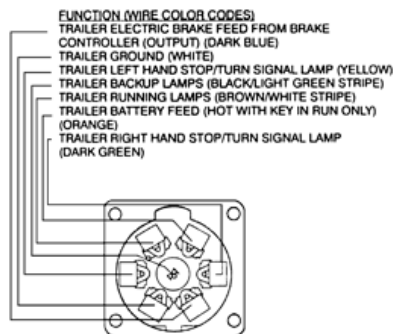 FUNCTION (WIRE COLOR CODES)
TRAILER ELECTRIC BRAKE FEED FROM BRAKE
CONTROLLER (OUTPUT) (DARK BLUE)
TRAILER GROUND (WHITE)
TRAILER LEFT HAND STOP/TURN SIGNAL LAMP (YELLOW)
TRAILER BACKUP LAMPS (BLACK/LIGHT GREEN STRIPE)
TRAILER RUNNING LAMPS (BROWN/WHITE STRIPE)
TRAILER BATTERY FEED (HOT WITH KEY IN RUN ONLY)
(ORANGE)
TRAILER RIGHT HAND STOP/TURN SIGNAL LAMP
(DARK GREEN)